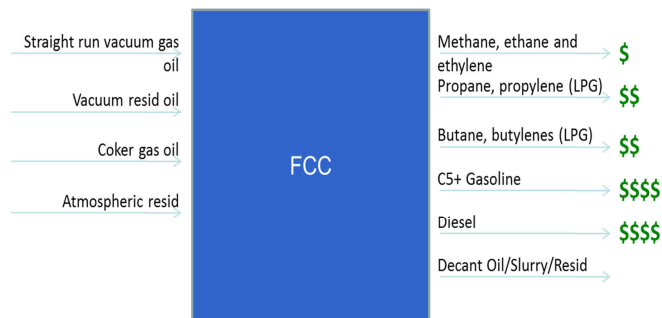 Straight run vacuum gas
oil
Vacuum resid oil
Coker gas oil
Atmospheric resid
FCC
Methane, ethane and
ethylene
$
Propane, propylene (LPG)
$$
Butane, butylenes (LPG)
$$
C5+ Gasoline
$$$$
Diesel
$$$$
Decant Oil/Slurry/Resid